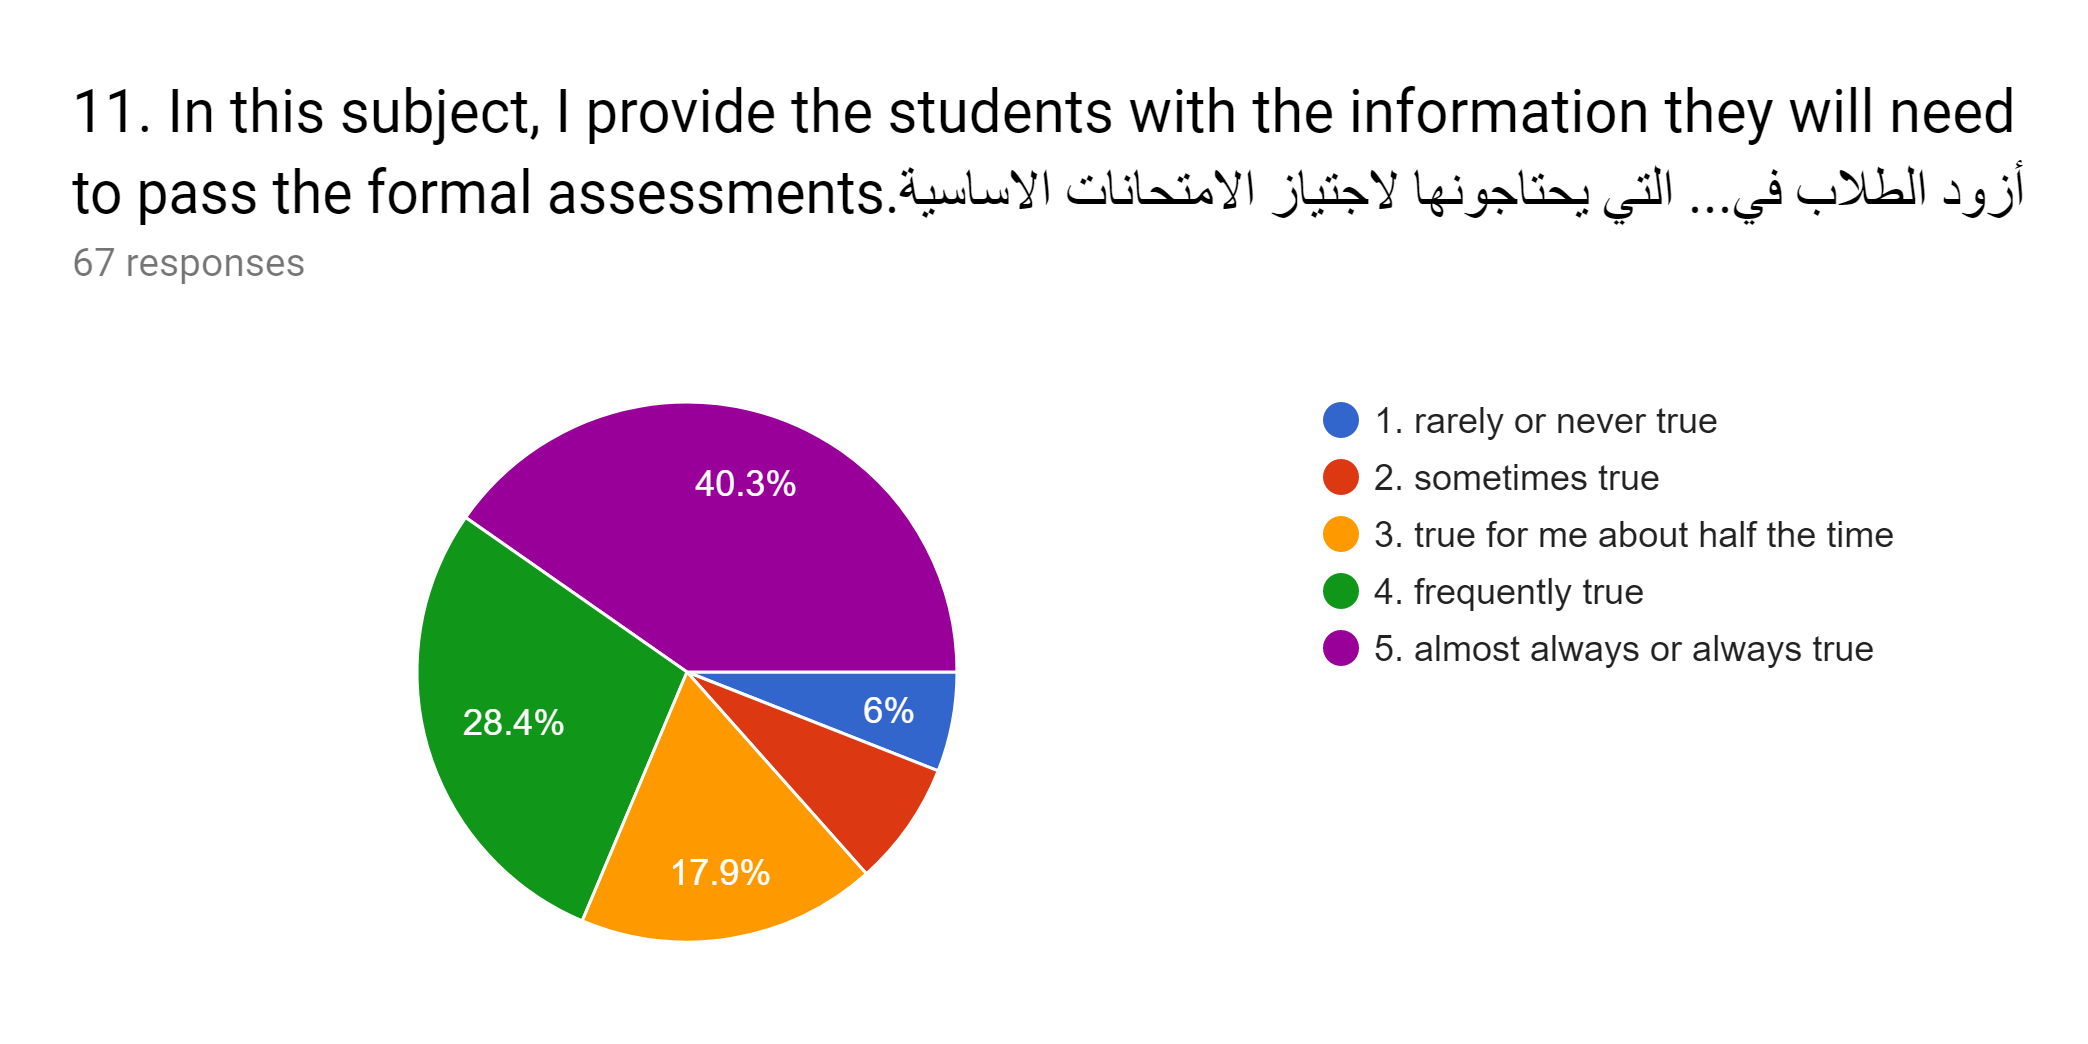 11. In this subject, I provide the students with the information they will need
to pass the formal assessments.أزود الطلاب في... التي يحتاجونها لاجتياز الامتحانات الاساسية
67 responses
40.3%
28.4%
17.9%
6%
1. rarely or never true
2. sometimes true
3. true for me about half the time
4. frequently true
5. almost always or always true